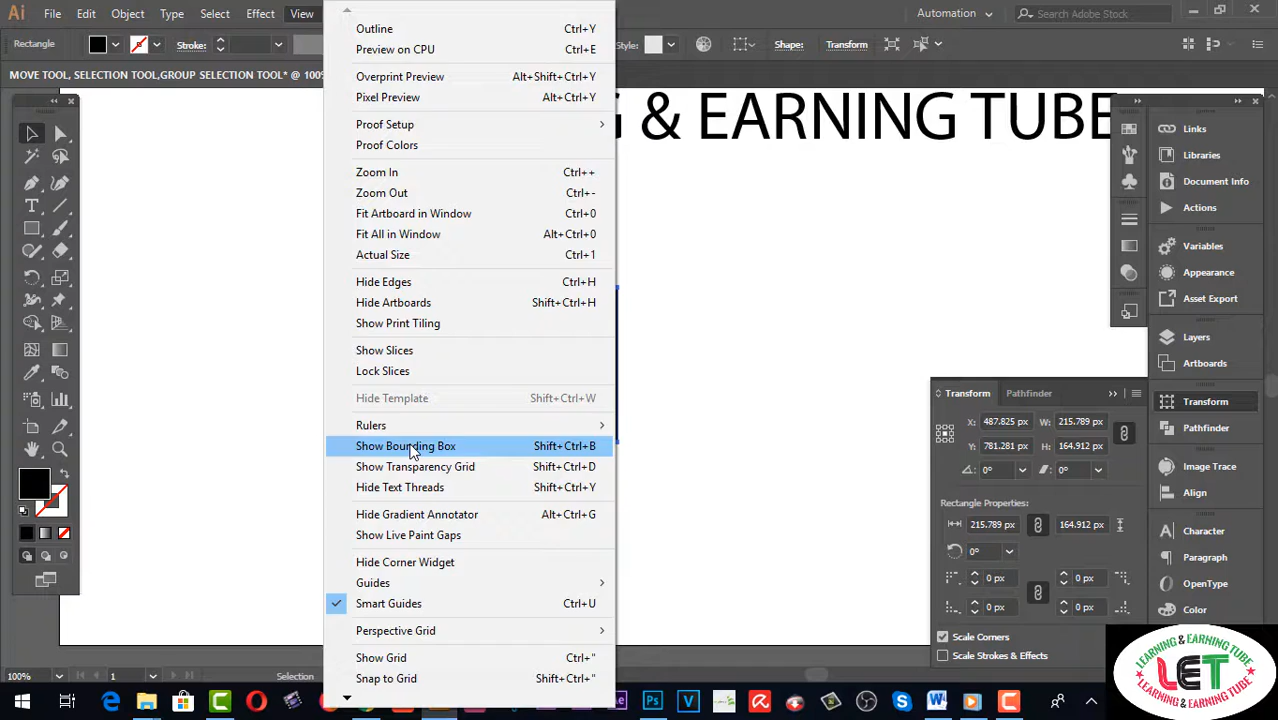 Ai File Edit Object Type Select Effect View Automation Search Adobe Stock
Rectangle Stroke: Style: Shape: Transform
MOVE TOOL, SELECTION TOOL,GROUP SELECTION TOOL* @ 100%
& EARNING TUBE
Outline Ctrl+Y
Preview on CPU Ctrl+E
Overprint Preview Alt+Shift+Ctrl+Y
Pixel Preview Alt+Ctrl+Y
Proof Setup
Proof Colors
Zoom In Ctrl++
Zoom Out Ctrl+-
Fit Artboard in Window Ctrl+0
Fit All in Window Alt+Ctrl+0
Actual Size Ctrl+1
Hide Edges Ctrl+H
Hide Artboards Shift+Ctrl+H
Show Print Tiling
Show Slices
Lock Slices
Hide Template Shift+Ctrl+W
Rulers
Show Bounding Box Shift+Ctrl+B
Show Transparency Grid Shift+Ctrl+D
Hide Text Threads Shift+Ctrl+Y
Hide Gradient Annotator Alt+Ctrl+G
Show Live Paint Gaps
Hide Corner Widget
Guides
Smart Guides Ctrl+U
Perspective Grid
Show Grid Ctrl+"
Snap to Grid Shift+Ctrl+"
Links
Libraries
Document Info
Actions
Variables
Appearance
Asset Export
Layers
Artboards
Transform
Pathfinder
Image Trace
Align
Character
Paragraph
OpenType
Color
Transform Pathfinder
X: 487.825 px W: 215.789 px
Y: 781.281 px H: 164.912 px
0° 0°
Rectangle Properties:
215.789 px 164.912 px
0°
0 px 0 px
0 px 0 px
Scale Corners
Scale Strokes & Effects
100% 1 Selection
LEARNING & EARNING TUBE
LET
LEARNING & EARNING TUBE